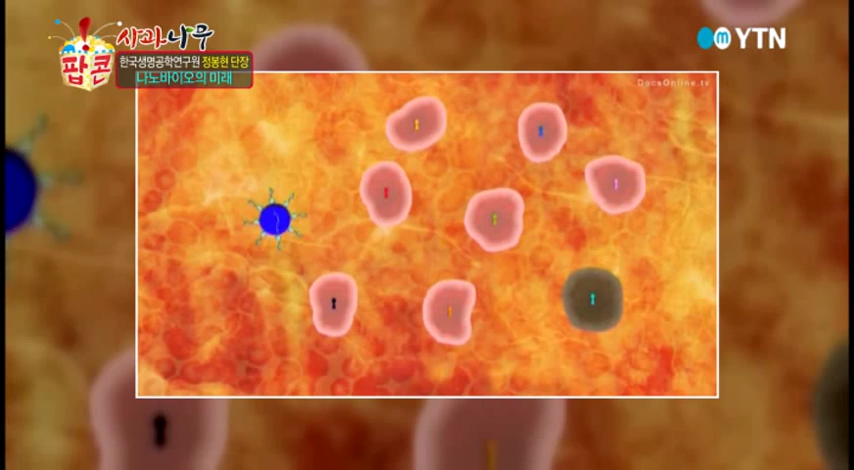 사과나무
팝콘
한국생명공학연구원 정봉현 단장
나노바이오의 미래
YTN
DocsOnline.tv